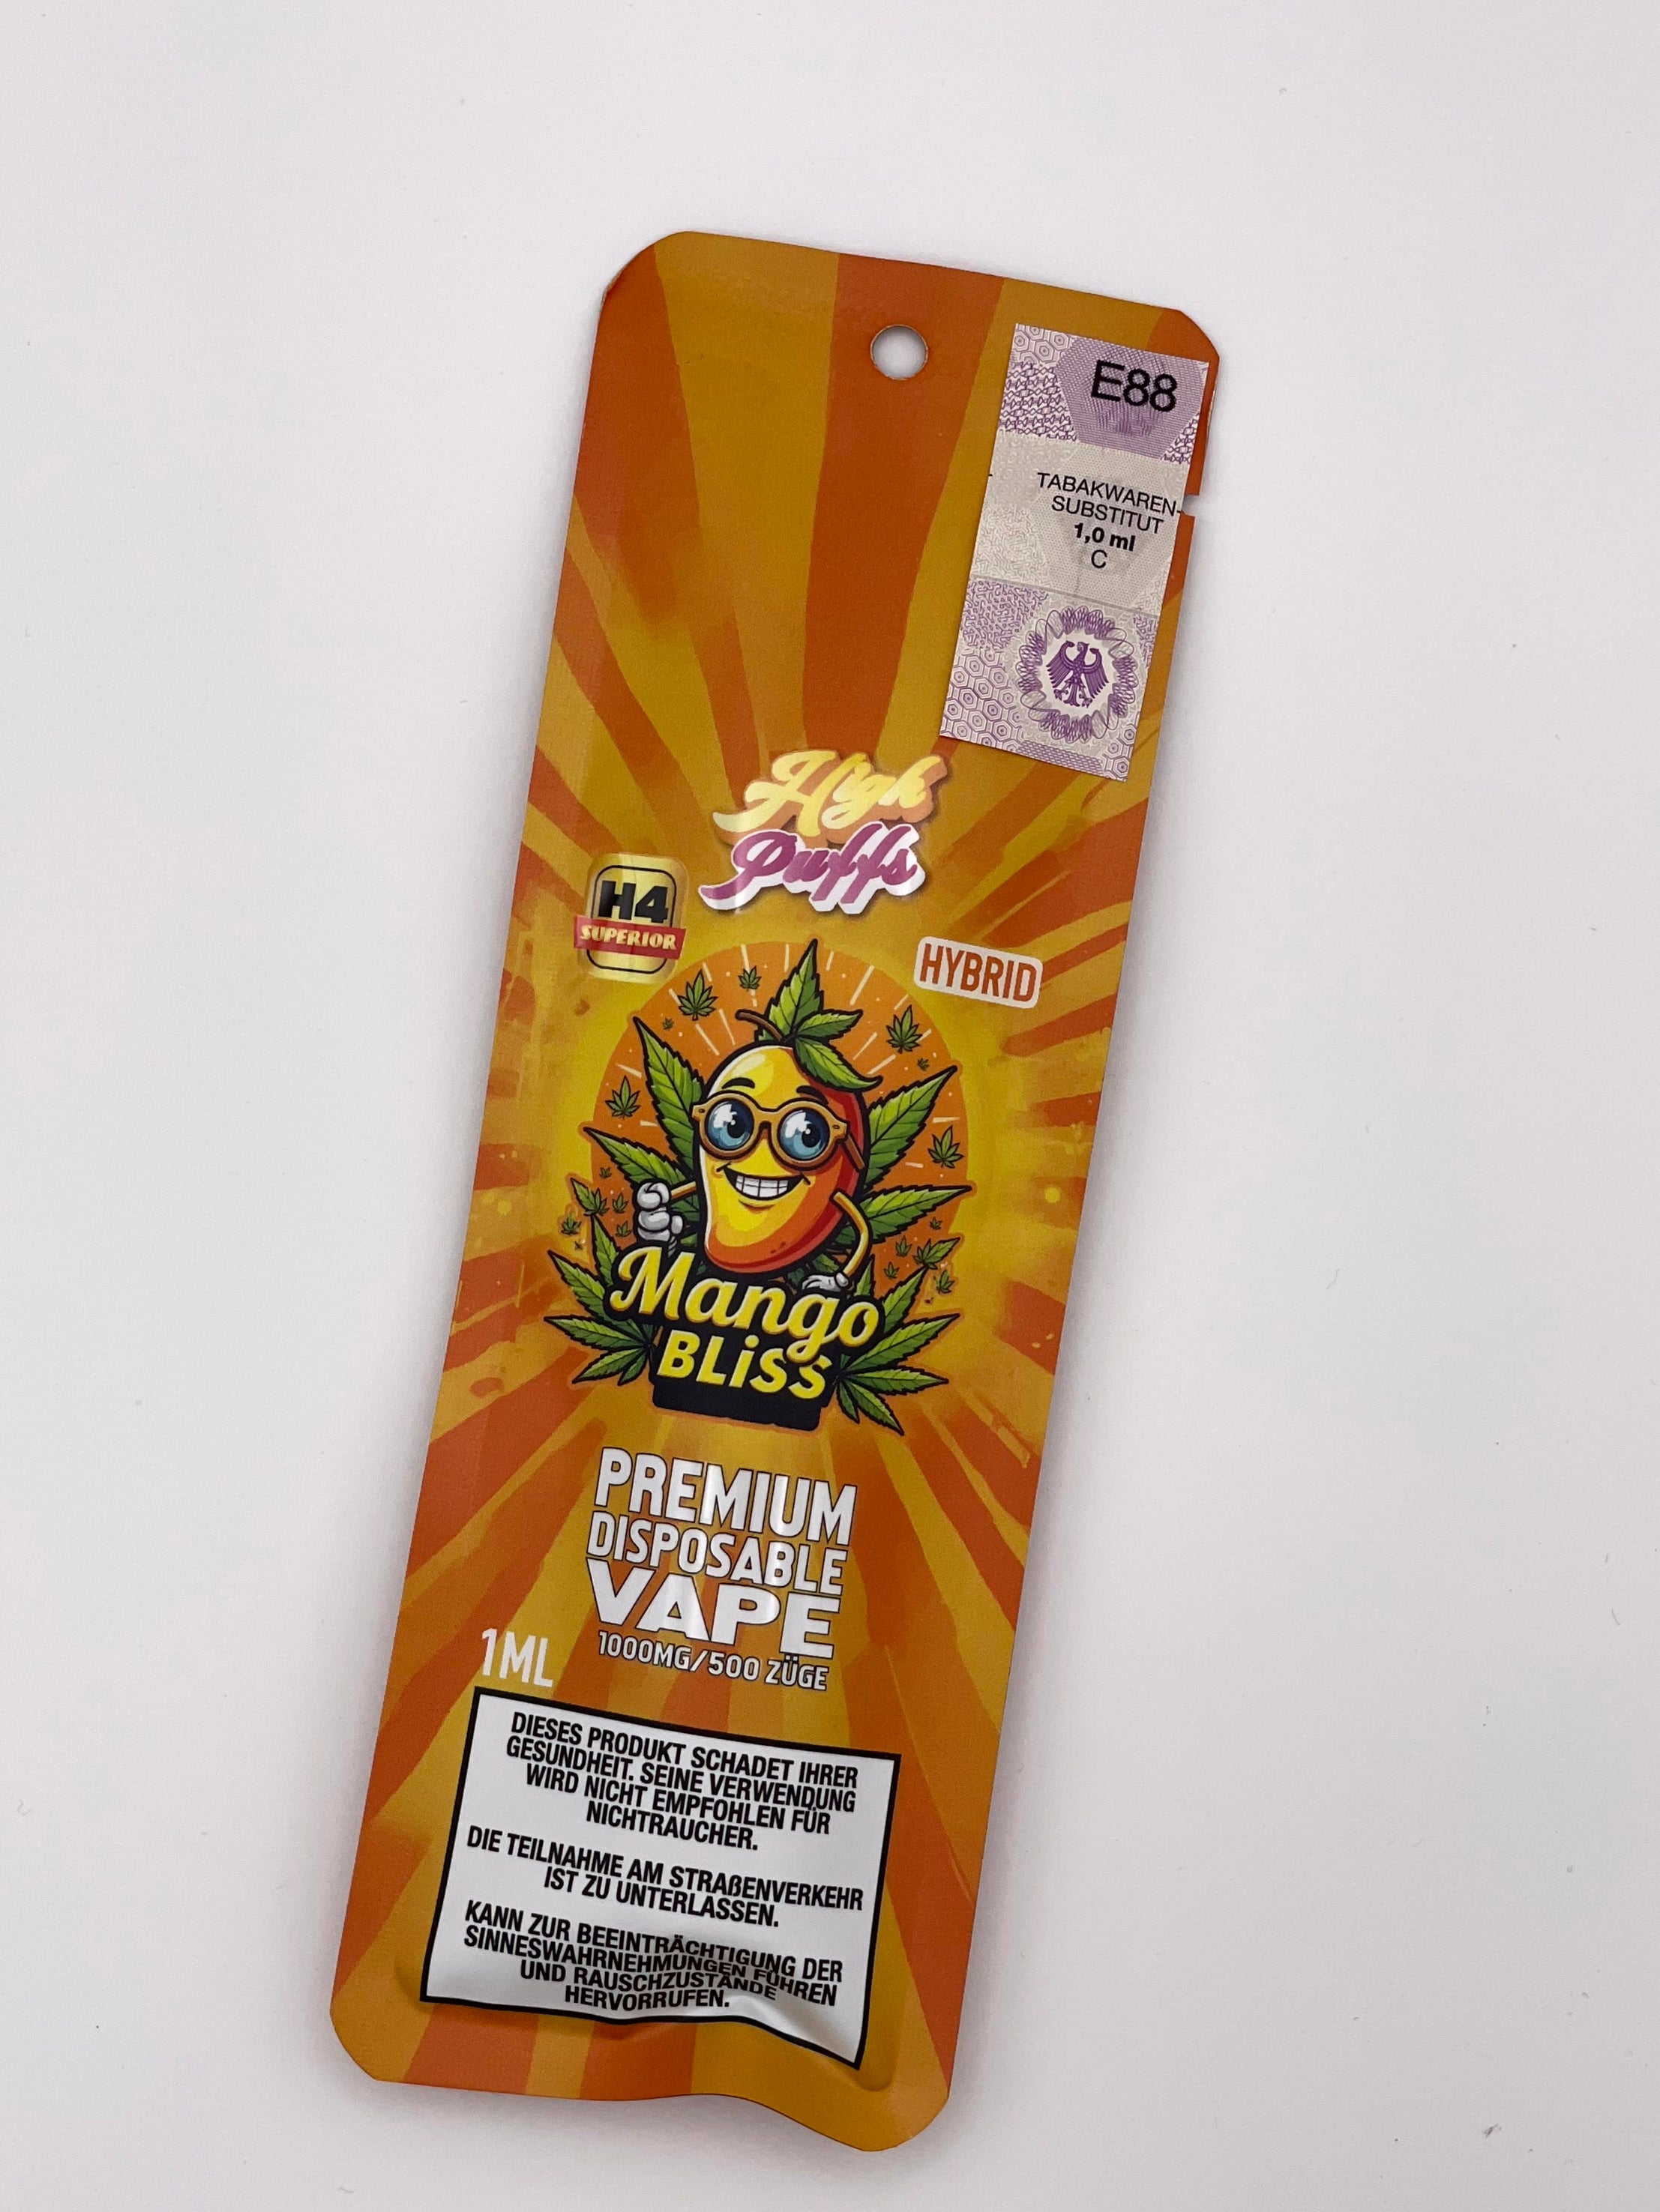 E88
TABAKWAREN-
SUBSTITUT
1,0 ml
C
High
Puffs
H4
SUPERIOR
HYBRID
Mango
BLiss
PREMIUM
DISPOSABLE
VAPE
1000MG/500 ZÜGE
1ML
DIESES PRODUKT SCHADET IHRER
GESUNDHEIT. SEINE VERWENDUNG
WIRD NICHT EMPFOHLEN FÜR
NICHTRAUCHER.
DIE TEILNAHME AM STRAßENVERKEHR
IST ZU UNTERLASSEN.
KANN ZUR BEEINTRÄCHTIGUNG DER
SINNESWAHRNEHMUNGEN FÜHREN
UND RAUSCHZUSTÄNDE
HERVORRUFEN.